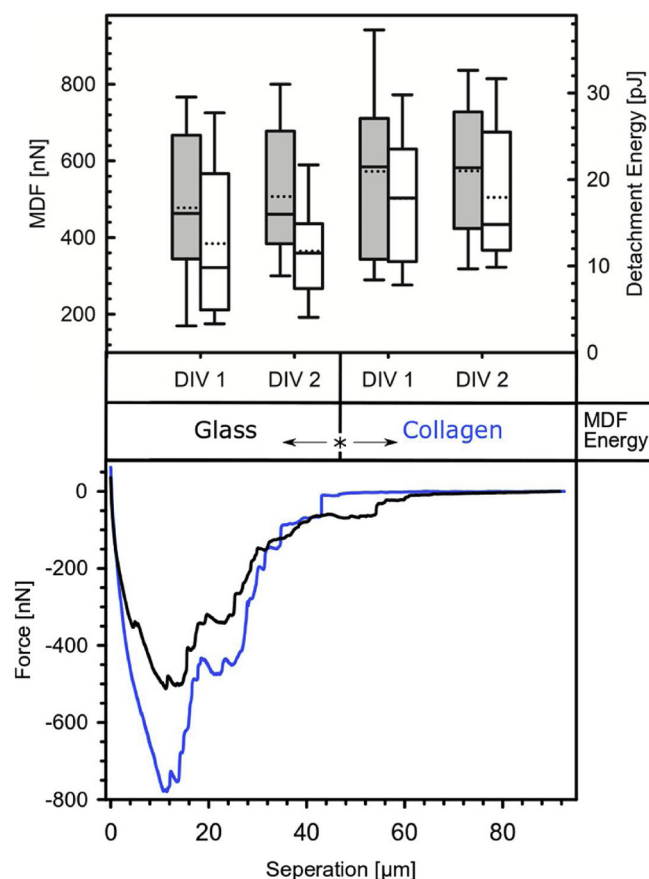 MDF [nN]
800
600
400
200
Detachment Energy [pJ]
30
20
10
0
DIV 1 DIV 2 DIV 1 DIV 2
Glass ← * → Collagen
MDF
Energy
Force [nN]
0
-200
-400
-600
-800
0 20 40 60 80
Seperation [µm]